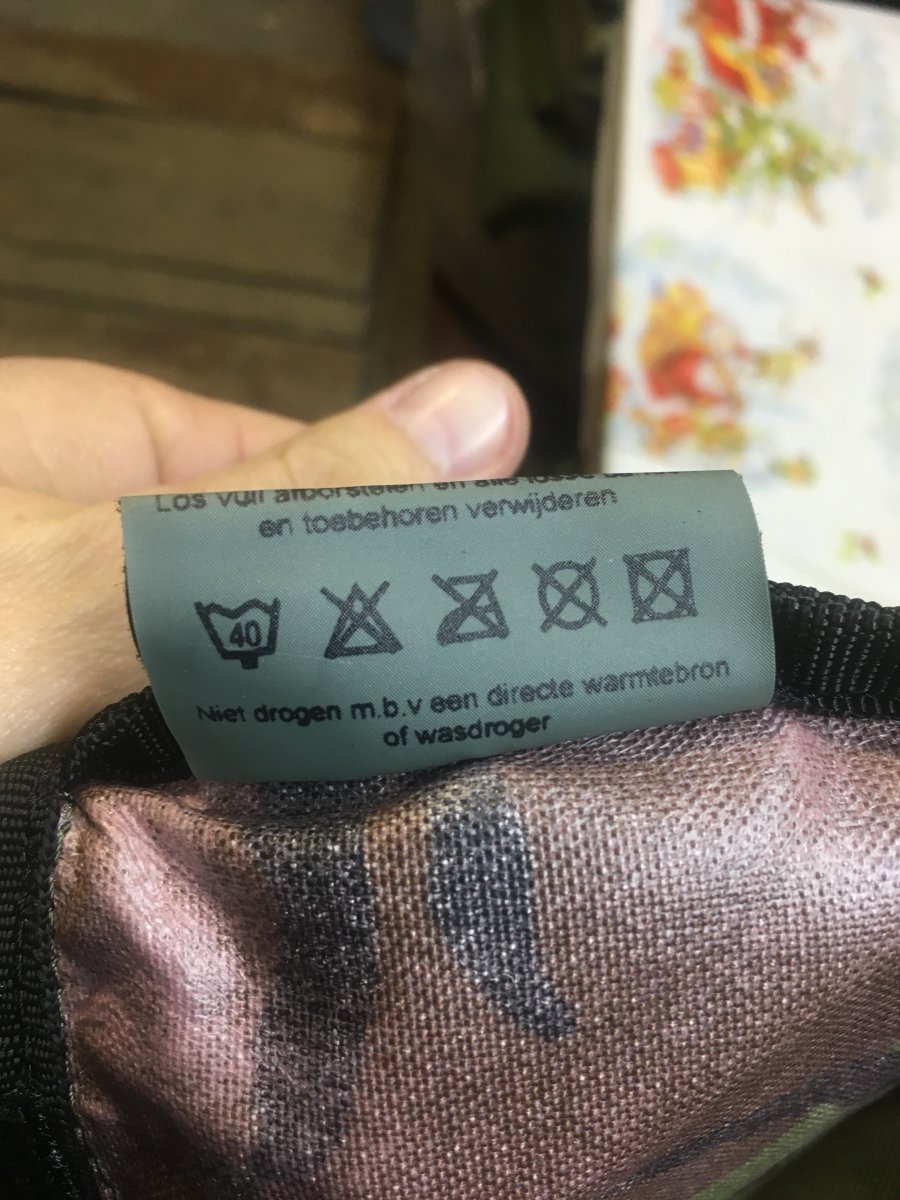 Los vuil afborstelen en alle losse
en toebehoren verwijderen
40
Niet drogen m.b.v een directe warmtebron
of wasdroger